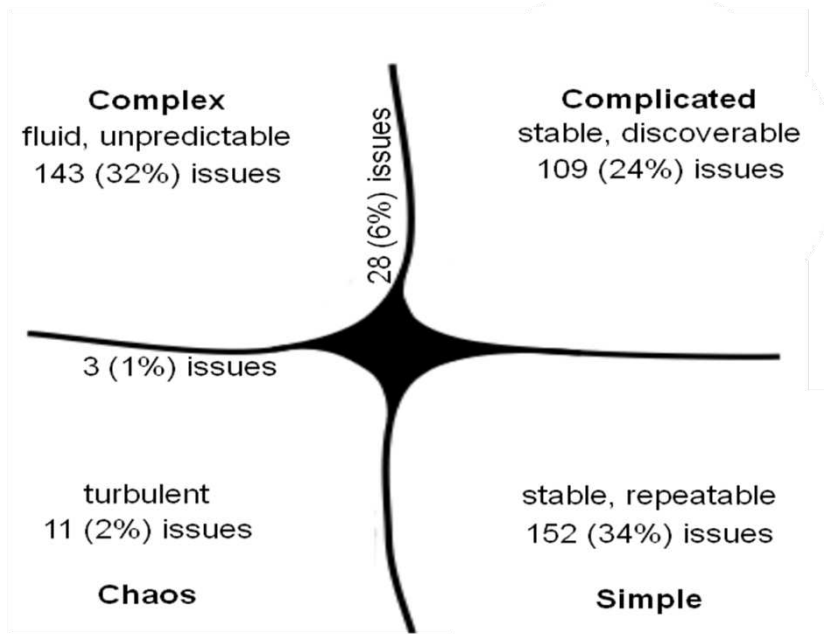 Complex
fluid, unpredictable
143 (32%) issues
28 (6%) issues
Complicated
stable, discoverable
109 (24%) issues
3 (1%) issues
turbulent
11 (2%) issues
Chaos
stable, repeatable
152 (34%) issues
Simple